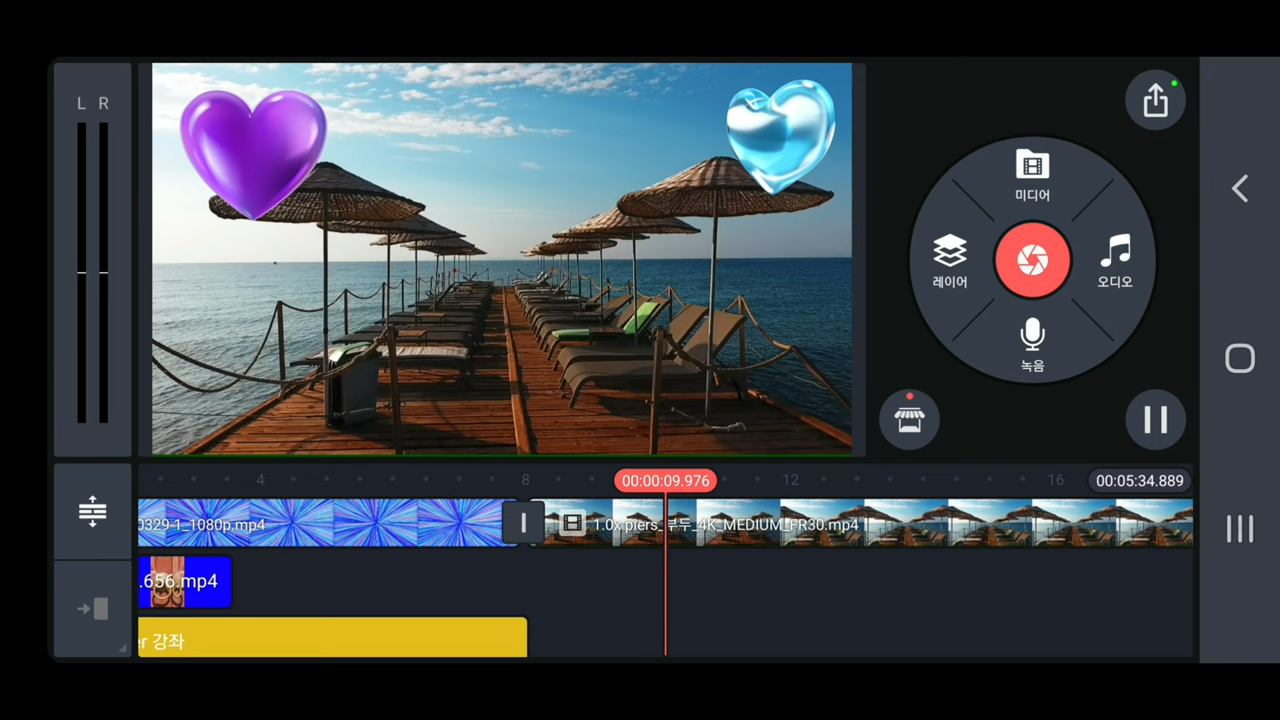 L R
미디어
레이어
오디오
녹음
4
8
00:00:09.976
12
16
00:05:34.889
0329-1_1080p.mp4
1.0x piers_부두_4K_MEDIUM_FR30.mp4
.656.mp4
er 강좌